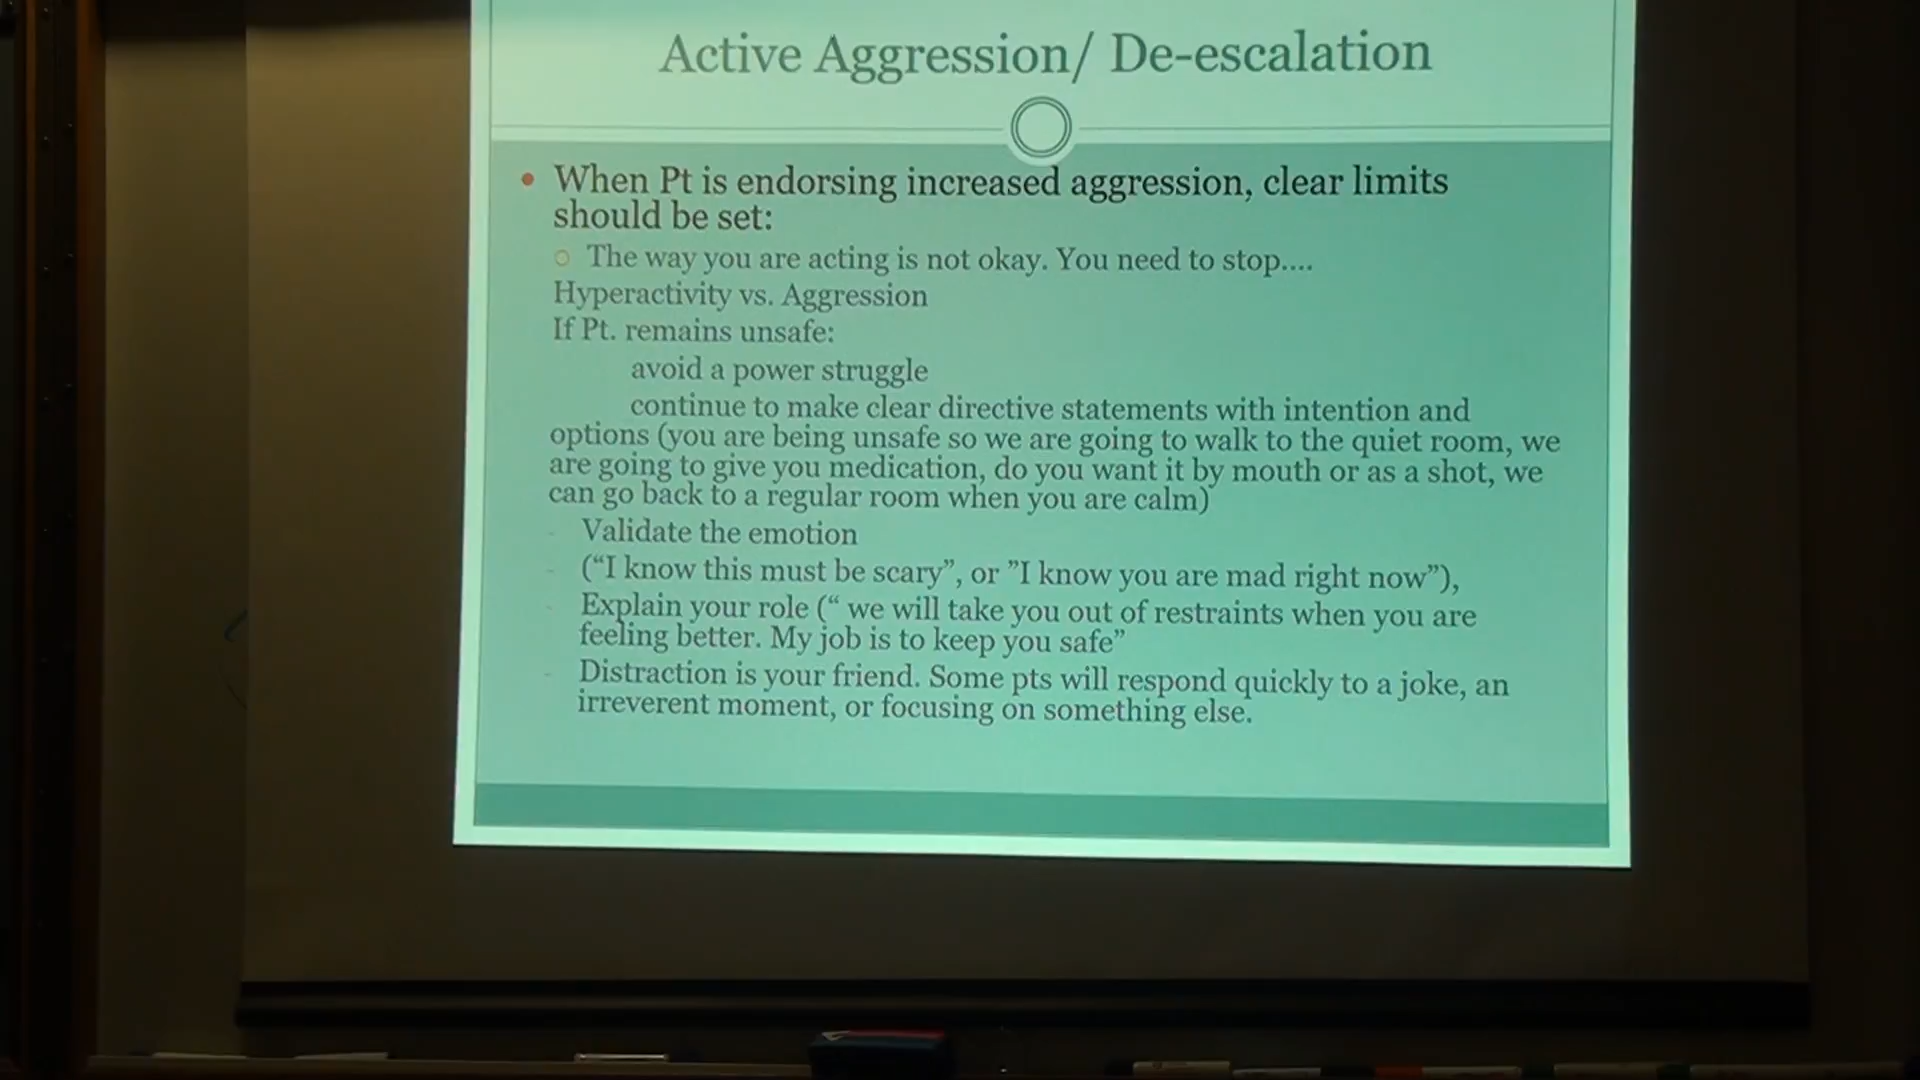 Active Aggression/ De-escalation
• When Pt is endorsing increased aggression, clear limits
should be set:
○ The way you are acting is not okay. You need to stop....
Hyperactivity vs. Aggression
If Pt. remains unsafe:
avoid a power struggle
continue to make clear directive statements with intention and
options (you are being unsafe so we are going to walk to the quiet room, we
are going to give you medication, do you want it by mouth or as a shot, we
can go back to a regular room when you are calm)
- Validate the emotion
- (“I know this must be scary”, or ”I know you are mad right now”),
- Explain your role (“ we will take you out of restraints when you are
feeling better. My job is to keep you safe”
- Distraction is your friend. Some pts will respond quickly to a joke, an
irreverent moment, or focusing on something else.